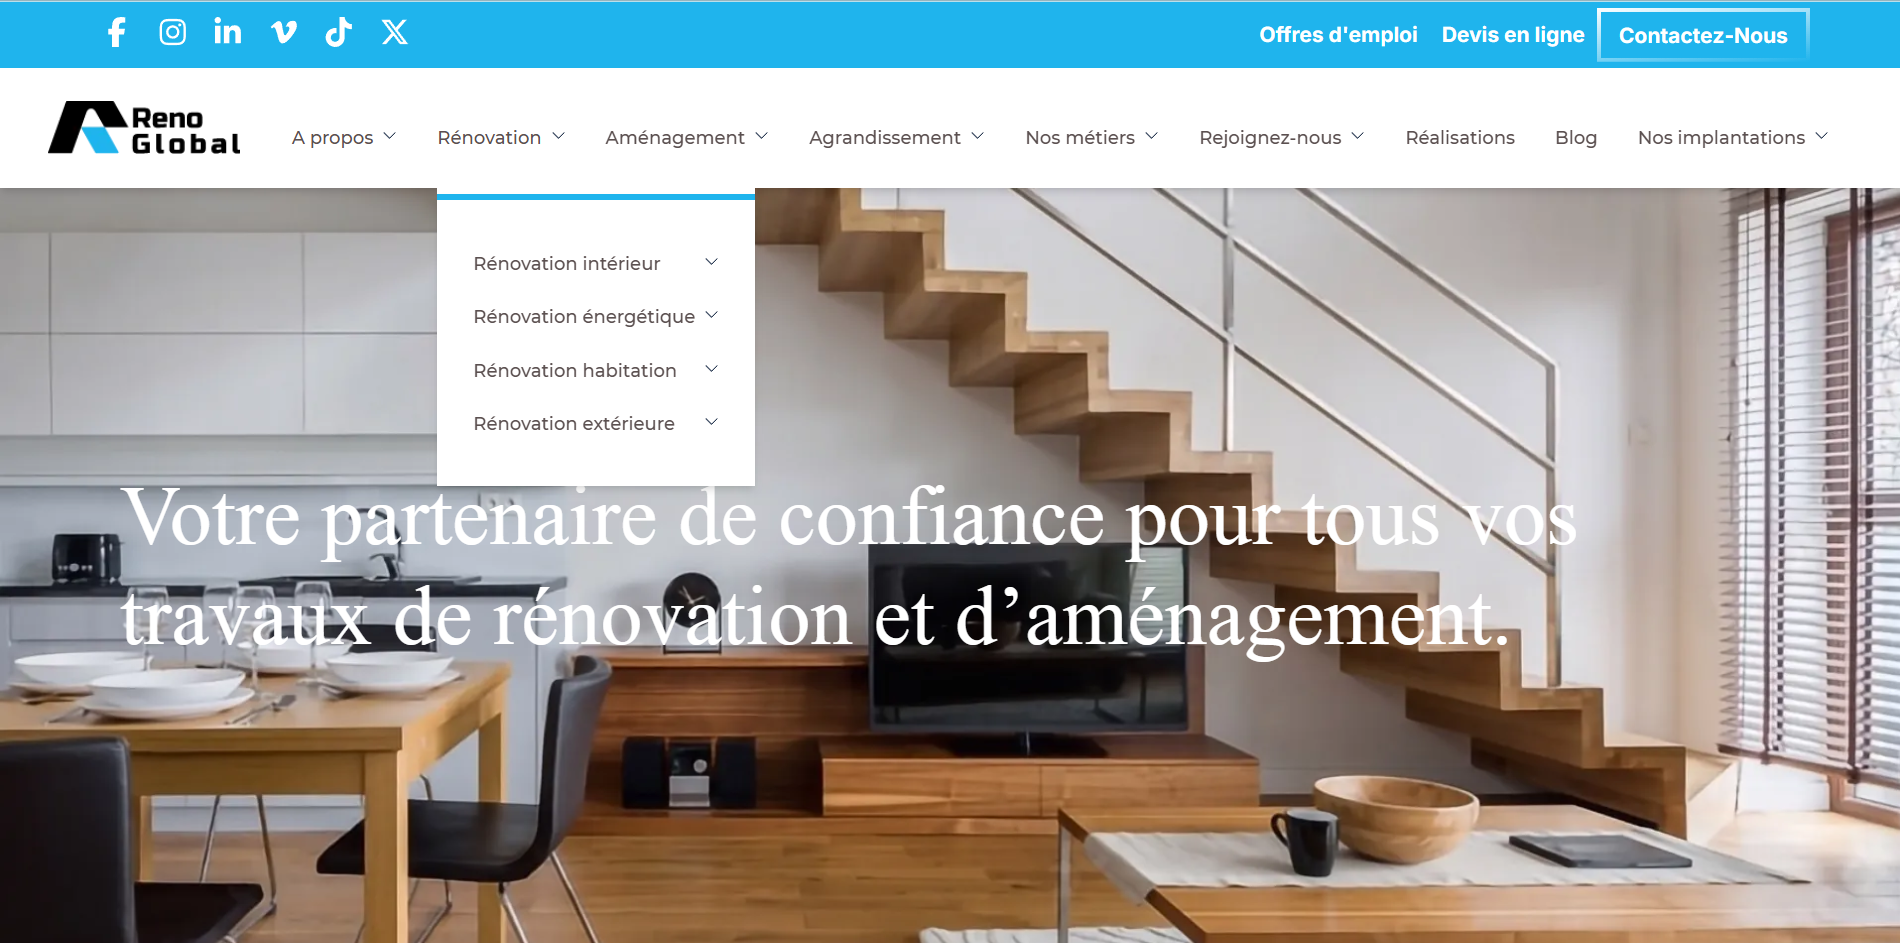 Offres d'emploi Devis en ligne Contactez-Nous
Reno
Global
A propos Rénovation Aménagement Agrandissement Nos métiers Rejoignez-nous Réalisations Blog Nos implantations
Rénovation intérieur
Rénovation énergétique
Rénovation habitation
Rénovation extérieure
Votre partenaire de confiance pour tous vos
travaux de rénovation et d’aménagement.